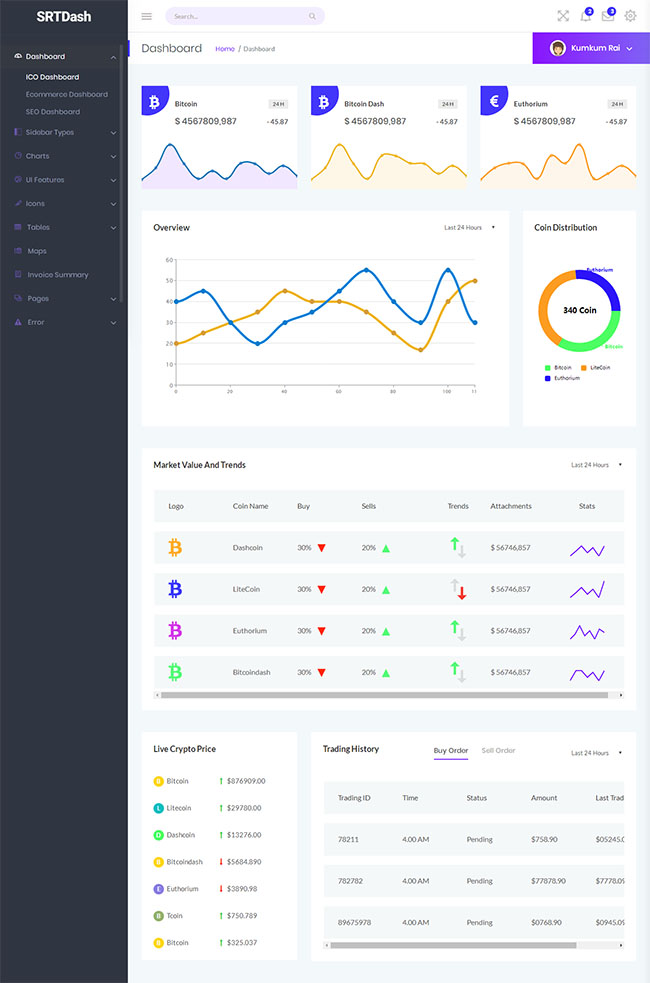 SRTDash
Search...
2
3
Dashboard
ICO Dashboard
Ecommerce Dashboard
SEO Dashboard
Sidebar Types
Charts
UI Features
Icons
Tables
Maps
Invoice Summary
Pages
Error
Dashboard Home / Dashboard
Kumkum Rai
Bitcoin 24 H
$ 4567809,987 -45.87
Bitcoin Dash 24 H
$ 4567809,987 -45.87
€
Euthorium 24 H
$ 4567809,987 -45.87
Overview Last 24 Hours
60
50
40
30
20
10
0
0 20 40 60 80 100 11
Coin Distribution
Euthorium
340 Coin
Bitcoin
Bitcoin LiteCoin
Euthorium
Market Value And Trends Last 24 Hours
Logo Coin Name Buy Sells Trends Attachments Stats
Dashcoin 30% 20% $ 56746,857
LiteCoin 30% 20% $ 56746,857
Euthorium 30% 20% $ 56746,857
Bitcoindash 30% 20% $ 56746,857
Live Crypto Price
B Bitcoin $876909.00
L Litecoin $29780.00
D Dashcoin $13276.00
B Bitcoindash $5684.890
E Euthorium $3890.98
B Tcoin $750.789
B Bitcoin $325.037
Trading History Buy Order Sell Order Last 24 Hours
Trading ID Time Status Amount Last Trad
78211 4.00 AM Pending $758.90 $05245.0
782782 4.00 AM Pending $77878.90 $7778.09
89675978 4.00 AM Pending $0768.90 $0945.09